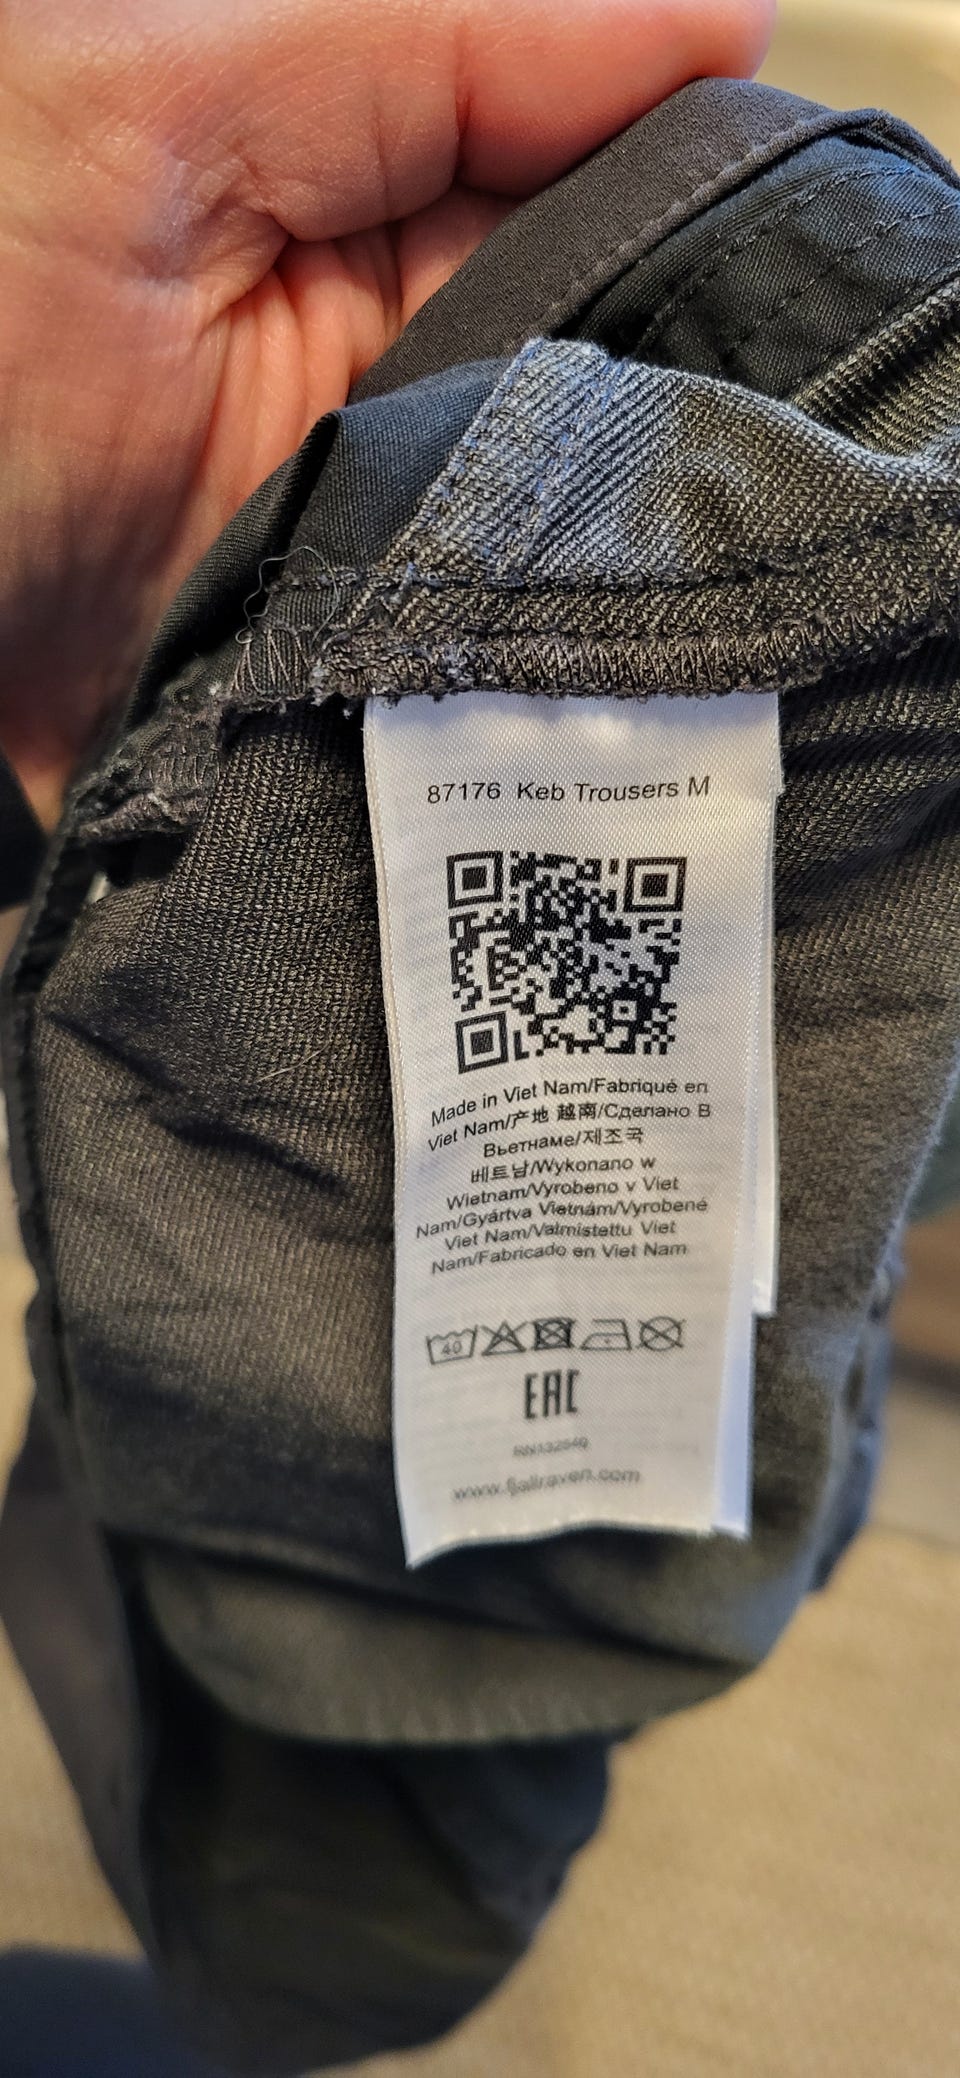 87176 Keb Trousers M
Made in Viet Nam/Fabriqué en
Viet Nam/产地 越南/Сделано В
Вьетнаме/제조국
베트남/Wykonano w
Wietnam/Vyrobeno v Viet
Nam/Gyártva Vietnám/Vyrobené
Viet Nam/Valmistettu Viet
Nam/Fabricado en Viet Nam
40
EAC
RN132540
www.fjallraven.com